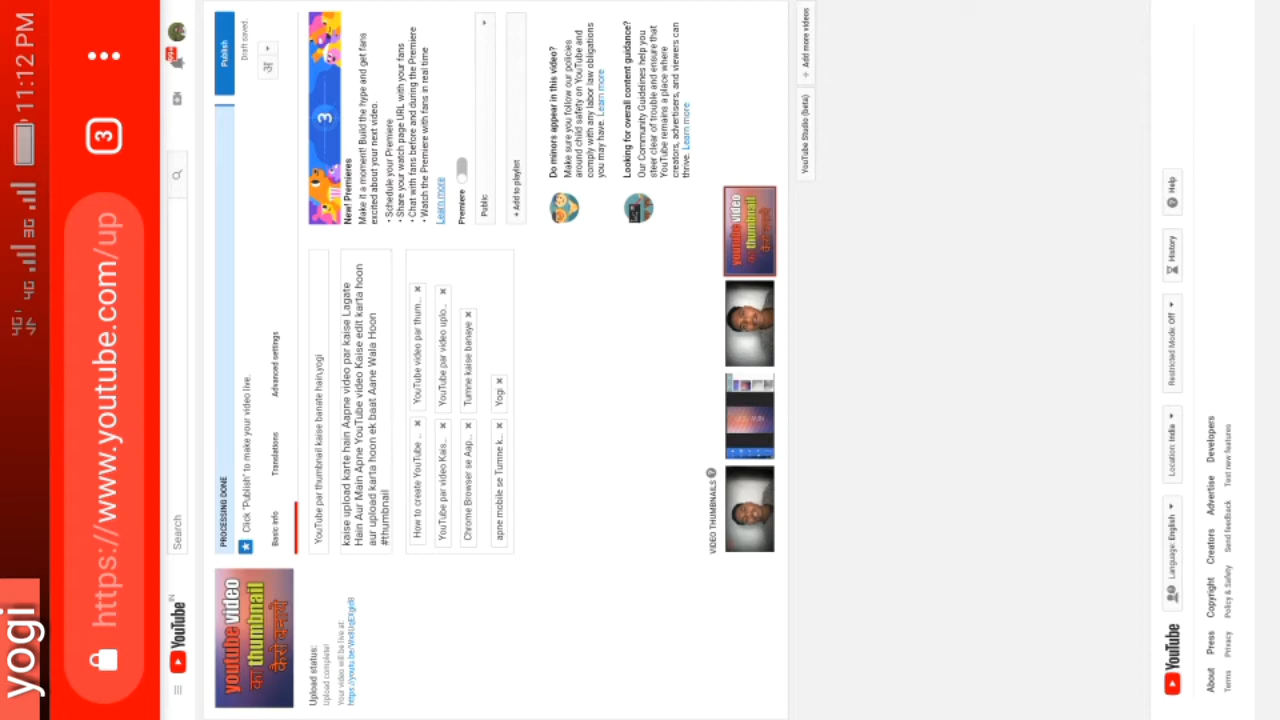 yogi
4G 4G 3G 11:12 PM
https://www.youtube.com/up
3
YouTube IN
Search
99+
youtube video
का thumbnail
कैसे बनाये
Upload status:
Upload complete!
Your video will be live at:
PROCESSING DONE
Publish
Click "Publish" to make your video live.
Draft saved.
Basic info
Translations
Advanced settings
अ
YouTube par thumbnail kaise banate hain,yogi
kaise upload karte hain Aapne video par kaise Lagate
Hain Aur Main Apne YouTube video Kaise edit karta hoon
aur upload karta hoon ek baat Aane Wala Hoon
#thumbnail
How to create YouTube ... ×
YouTube video par thum... ×
YouTube par video Kais... ×
YouTube par video uplo... ×
Chrome Browser se Aap... ×
Tumne kaise banaye ×
apne mobile se Tumne k... ×
Yogi ×
3
New! Premieres
Make it a moment! Build the hype and get fans
excited about your next video.
• Schedule your Premiere
• Share your watch page URL with your fans
• Chat with fans before and during the Premiere
• Watch the Premiere with fans in real time
Learn more
Premiere
Public
+ Add to playlist
Do minors appear in this video?
Make sure you follow our policies
around child safety on YouTube and
comply with any labor law obligations
you may have. Learn more
Looking for overall content guidance?
Our Community Guidelines help you
steer clear of trouble and ensure that
YouTube remains a place where
creators, advertisers, and viewers can
thrive. Learn more
VIDEO THUMBNAILS ?
youtube video
का thumbnail
कैसे बनाये
YouTube Studio (beta)
+ Add more videos
YouTube
Language: English
Location: India
Restricted Mode: Off
History
Help
About Press Copyright Creators Advertise Developers
Terms Privacy Policy & Safety Send feedback Test new features